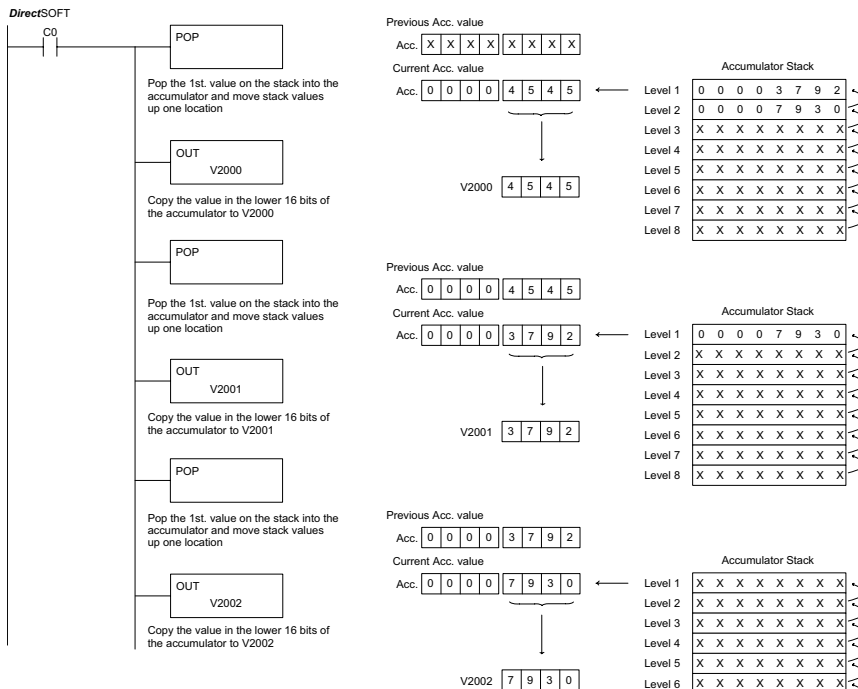 DirectSOFT
C0
POP
Pop the 1st. value on the stack into the
accumulator and move stack values
up one location
OUT
V2000
Copy the value in the lower 16 bits of
the accumulator to V2000
POP
Pop the 1st. value on the stack into the
accumulator and move stack values
up one location
OUT
V2001
Copy the value in the lower 16 bits of
the accumulator to V2001
POP
Pop the 1st. value on the stack into the
accumulator and move stack values
up one location
OUT
V2002
Copy the value in the lower 16 bits of
the accumulator to V2002
Previous Acc. value
Acc. X X X X X X X X
Current Acc. value
Acc. 0 0 0 0 4 5 4 5
V2000 4 5 4 5
Accumulator Stack
Level 1 0 0 0 0 3 7 9 2
Level 2 0 0 0 0 7 9 3 0
Level 3 X X X X X X X X
Level 4 X X X X X X X X
Level 5 X X X X X X X X
Level 6 X X X X X X X X
Level 7 X X X X X X X X
Level 8 X X X X X X X X
Previous Acc. value
Acc. 0 0 0 0 4 5 4 5
Current Acc. value
Acc. 0 0 0 0 3 7 9 2
V2001 3 7 9 2
Accumulator Stack
Level 1 0 0 0 0 7 9 3 0
Level 2 X X X X X X X X
Level 3 X X X X X X X X
Level 4 X X X X X X X X
Level 5 X X X X X X X X
Level 6 X X X X X X X X
Level 7 X X X X X X X X
Level 8 X X X X X X X X
Previous Acc. value
Acc. 0 0 0 0 3 7 9 2
Current Acc. value
Acc. 0 0 0 0 7 9 3 0
V2002 7 9 3 0
Accumulator Stack
Level 1 X X X X X X X X
Level 2 X X X X X X X X
Level 3 X X X X X X X X
Level 4 X X X X X X X X
Level 5 X X X X X X X X
Level 6 X X X X X X X X